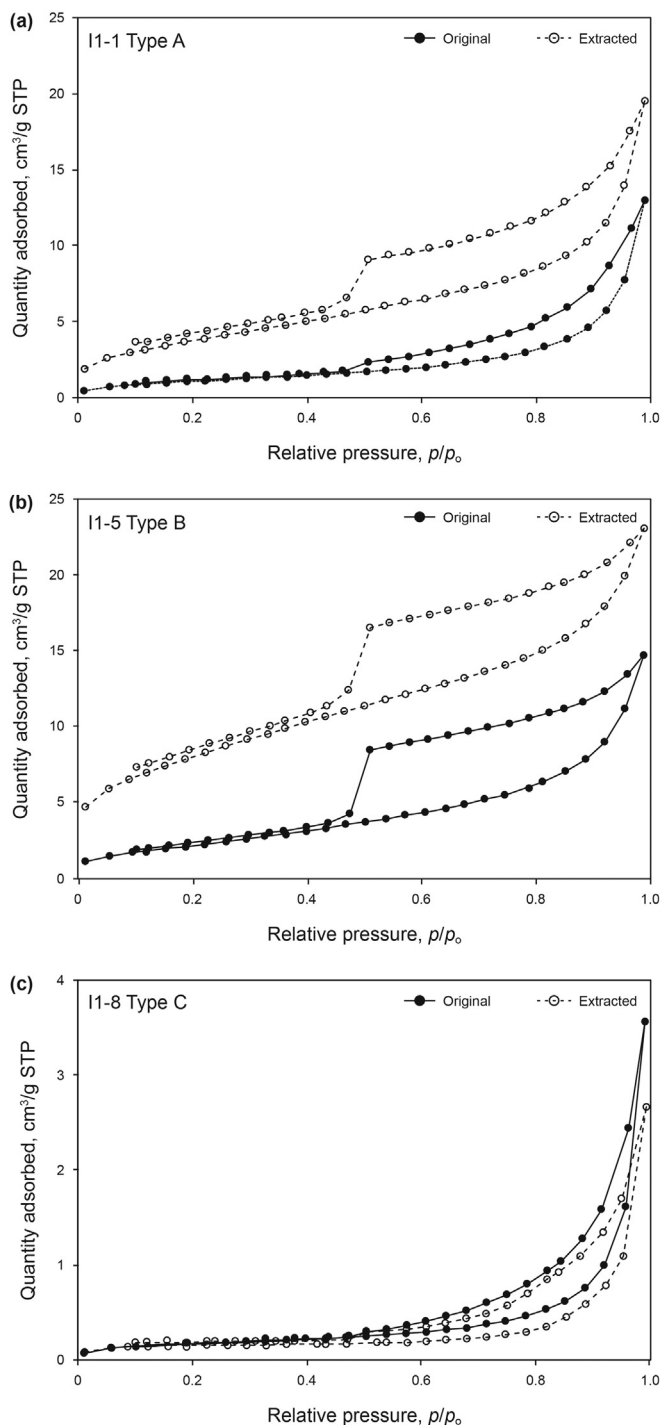 (a)
I1-1 Type A
Original
Extracted
25
20
15
10
5
0
0.2
0.4
0.6
0.8
1.0
Quantity adsorbed, cm³/g STP
Relative pressure, p/pₒ
(b)
I1-5 Type B
Original
Extracted
25
20
15
10
5
0
0.2
0.4
0.6
0.8
1.0
Quantity adsorbed, cm³/g STP
Relative pressure, p/pₒ
(c)
I1-8 Type C
Original
Extracted
4
3
2
1
0
0
0.2
0.4
0.6
0.8
1.0
Quantity adsorbed, cm³/g STP
Relative pressure, p/pₒ